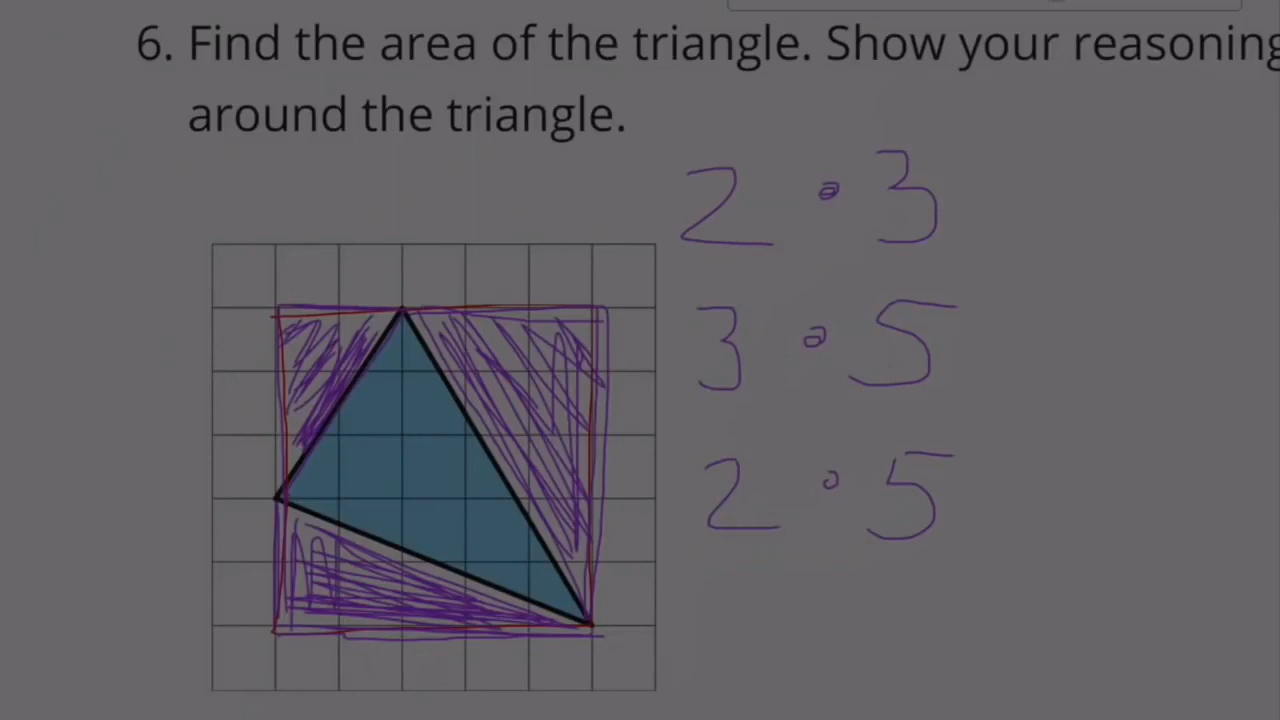 6. Find the area of the triangle. Show your reasoning
around the triangle.
2 • 3
3 • 5
2 • 5